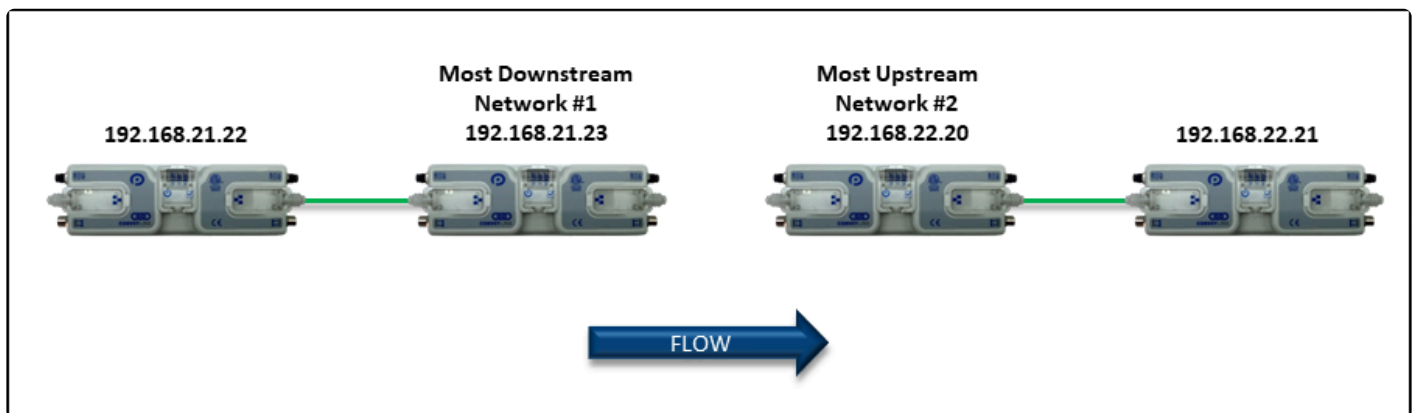 192.168.21.22
Most Downstream
Network #1
192.168.21.23
Most Upstream
Network #2
192.168.22.20
192.168.22.21
FLOW